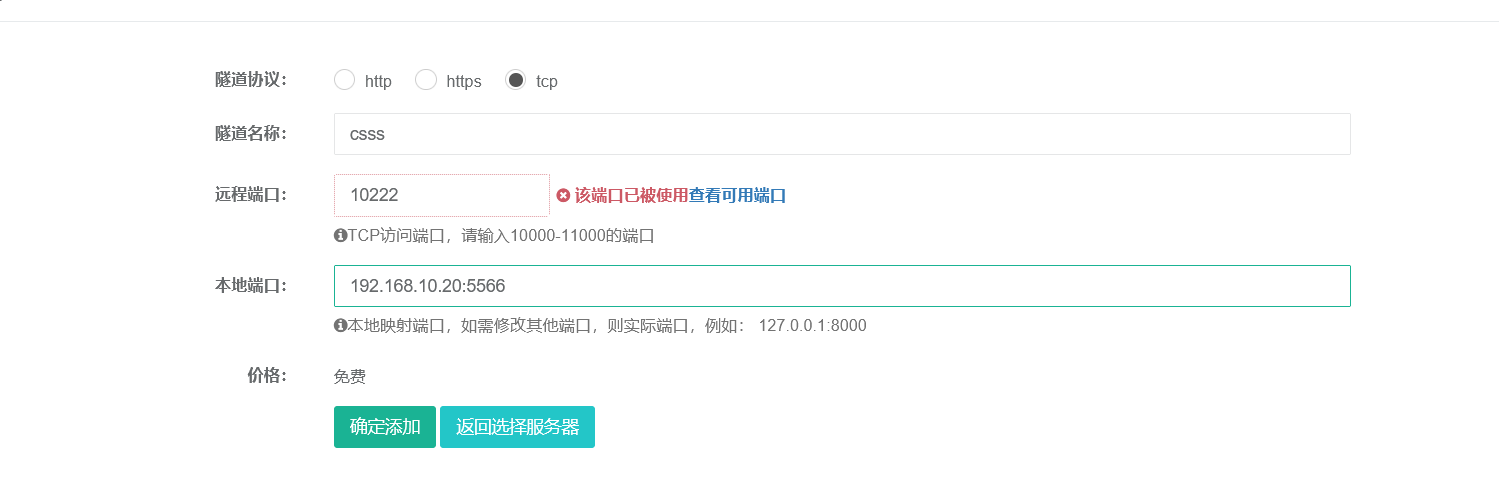 隧道协议： http https tcp
隧道名称： csss
远程端口： 10222 该端口已被使用查看可用端口
TCP访问端口，请输入10000-11000的端口
本地端口： 192.168.10.20:5566
本地映射端口，如需修改其他端口，则实际端口，例如： 127.0.0.1:8000
价格： 免费
确定添加 返回选择服务器